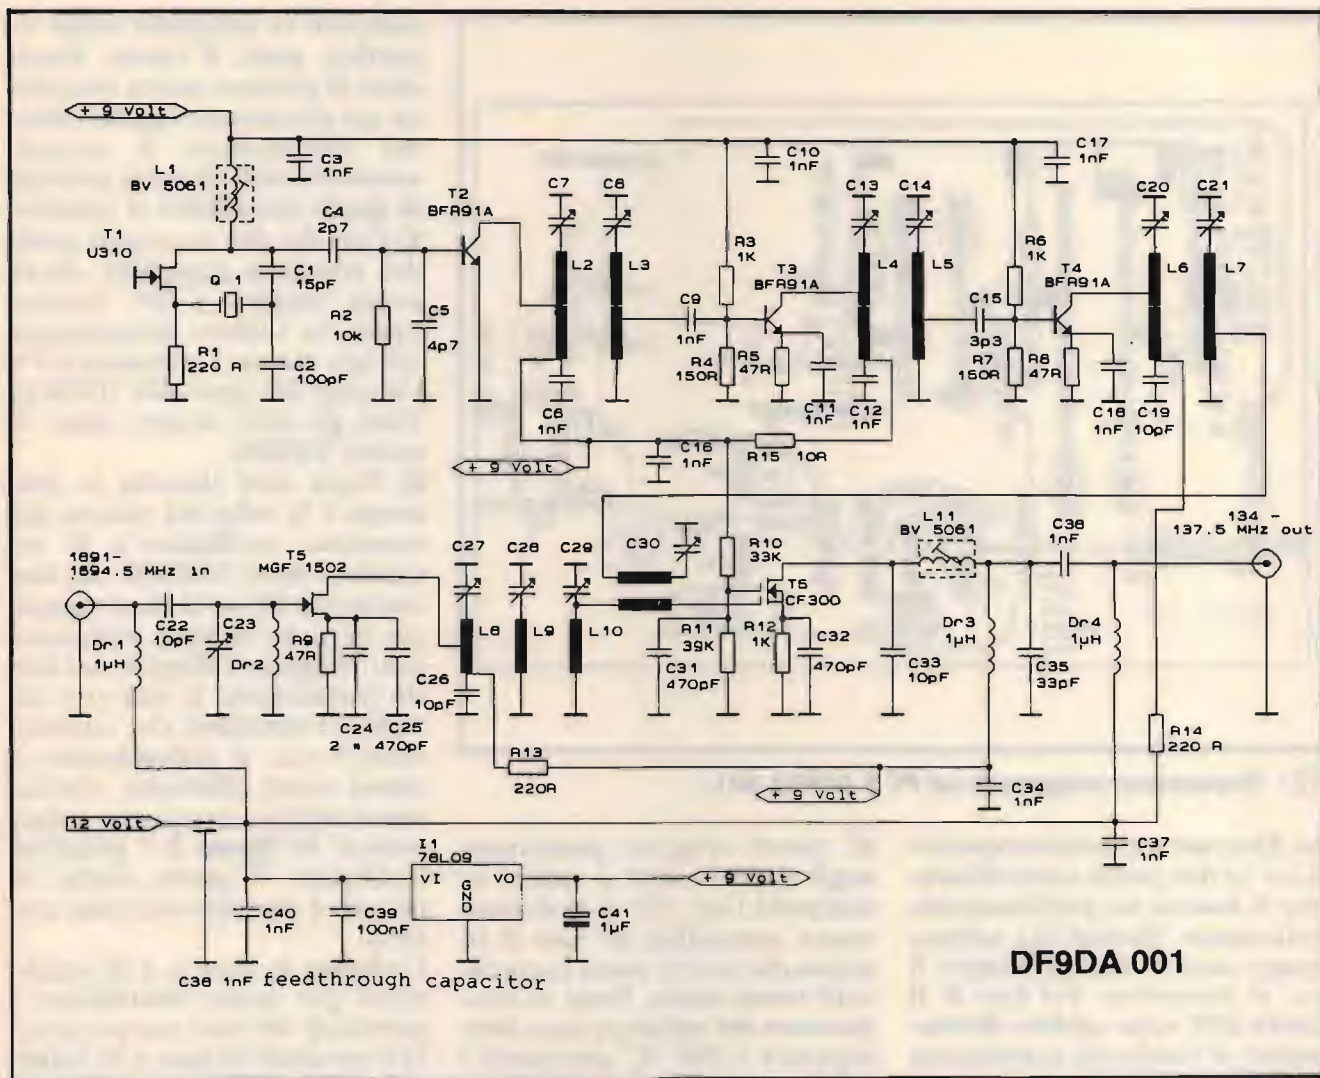 + 9 Volt
L1
BV 5061
C3
1nF
C10
1nF
C17
1nF
T1
U310
C4
2p7
T2
BFR91A
C7
C8
C13
C14
C20
C21
C1
15pF
Q 1
R2
10k
C5
4p7
R1
220 R
C2
100pF
L2
L3
R3
1K
T3
BFR91A
L4
L5
R6
1K
T4
BFR91A
L6
L7
C9
1nF
R4
150R
R5
47R
C15
3p3
R7
150R
R8
47R
C6
1nF
C11
1nF
C12
1nF
C18
1nF
C19
10pF
+ 9 Volt
C16
1nF
R15 10R
1691-
1694.5 MHz in
T5
MGF 1502
C27
C28
C29
C30
R10
33K
T6
CF300
L11
BV 5061
C38
1nF
134 -
137.5 MHz out
C22
10pF
C23
Dr1
1µH
Dr2
R9
47R
L8
L9
L10
C26
10pF
C24
C25
2 * 470pF
C31
470pF
R11
39K
R12
1K
C32
470pF
C33
10pF
Dr3
1µH
C35
33pF
Dr4
1µH
R13
220R
R14
220 R
+ 9 Volt
C34
1nF
12 Volt
C37
1nF
I1
78L09
VI
GND
VO
+ 9 Volt
C40
1nF
C39
100nF
C41
1µF
C38 1nF feedthrough capacitor
DF9DA 001